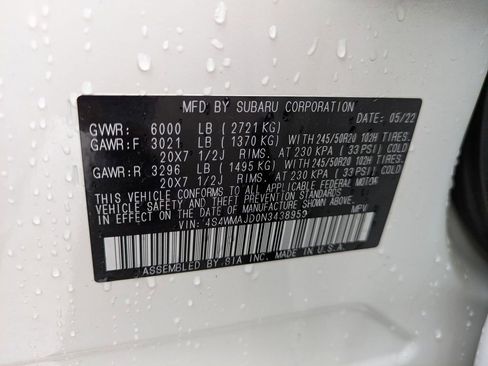 MFD BY SUBARU CORPORATION
DATE: 05/22
GVWR: 6000 LB (2721 KG)
GAWR:F 3021 LB (1370 KG) WITH 245/50R20 102H TIRES.
20X7 1/2J RIMS. AT 230 KPA (33 PSI) COLD
GAWR:R 3296 LB (1495 KG) WITH 245/50R20 102H TIRES.
20X7 1/2J RIMS. AT 230 KPA (33 PSI) COLD
THIS VEHICLE CONFORMS TO ALL APPLICABLE FEDERAL MOTOR
VEHICLE SAFETY STANDARDS IN EFFECT
ON THE DATE OF MANUFACTURE SHOWN ABOVE.
VIN: 4S4WMAJD0N3438950 MPV
ASSEMBLED BY SIA INC. MADE IN U.S.A.